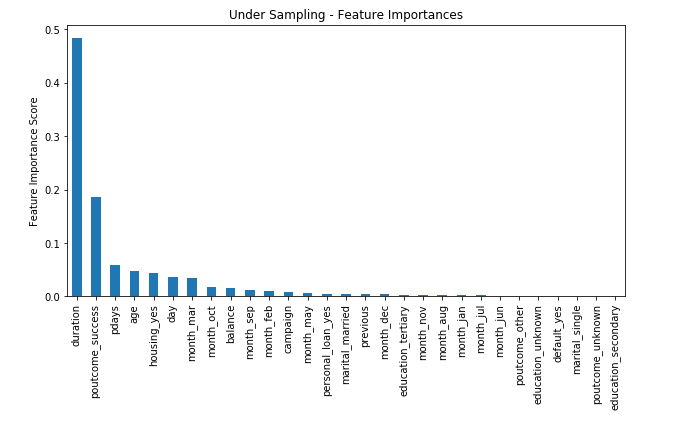 Under Sampling - Feature Importances
Feature Importance Score
0.5
0.4
0.3
0.2
0.1
0.0
duration
poutcome_success
pdays
age
housing_yes
day
month_mar
month_oct
balance
month_sep
month_feb
campaign
month_may
personal_loan_yes
marital_married
previous
month_dec
education_tertiary
month_nov
month_aug
month_jan
month_jul
month_jun
poutcome_other
education_unknown
default_yes
marital_single
poutcome_unknown
education_secondary